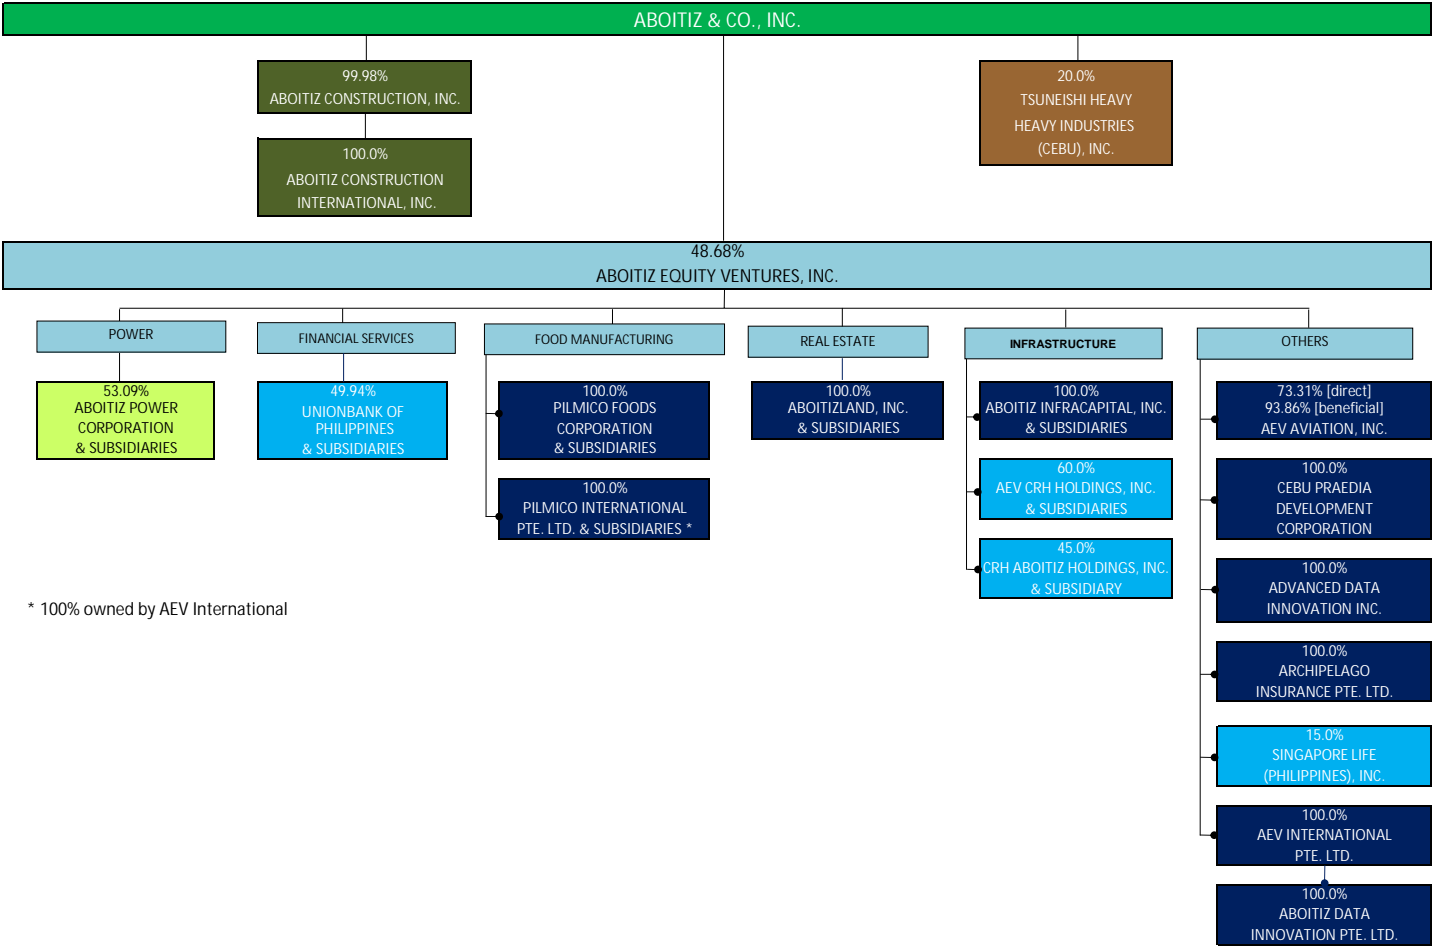 ABOITIZ & CO., INC.
99.98%
ABOITIZ CONSTRUCTION, INC.
100.0%
ABOITIZ CONSTRUCTION
INTERNATIONAL, INC.
20.0%
TSUNEISHI HEAVY
HEAVY INDUSTRIES
(CEBU), INC.
48.68%
ABOITIZ EQUITY VENTURES, INC.
POWER
53.09%
ABOITIZ POWER
CORPORATION
& SUBSIDIARIES
FINANCIAL SERVICES
49.94%
UNIONBANK OF
PHILIPPINES
& SUBSIDIARIES
FOOD MANUFACTURING
100.0%
PILMICO FOODS
CORPORATION
& SUBSIDIARIES
100.0%
PILMICO INTERNATIONAL
PTE. LTD. & SUBSIDIARIES *
REAL ESTATE
100.0%
ABOITIZLAND, INC.
& SUBSIDIARIES
INFRASTRUCTURE
100.0%
ABOITIZ INFRACAPITAL, INC.
& SUBSIDIARIES
60.0%
AEV CRH HOLDINGS, INC.
& SUBSIDIARIES
45.0%
CRH ABOITIZ HOLDINGS, INC.
& SUBSIDIARY
OTHERS
73.31% [direct]
93.86% [beneficial]
AEV AVIATION, INC.
100.0%
CEBU PRAEDIA
DEVELOPMENT
CORPORATION
100.0%
ADVANCED DATA
INNOVATION INC.
100.0%
ARCHIPELAGO
INSURANCE PTE. LTD.
15.0%
SINGAPORE LIFE
(PHILIPPINES), INC.
100.0%
AEV INTERNATIONAL
PTE. LTD.
100.0%
ABOITIZ DATA
INNOVATION PTE. LTD.
* 100% owned by AEV International